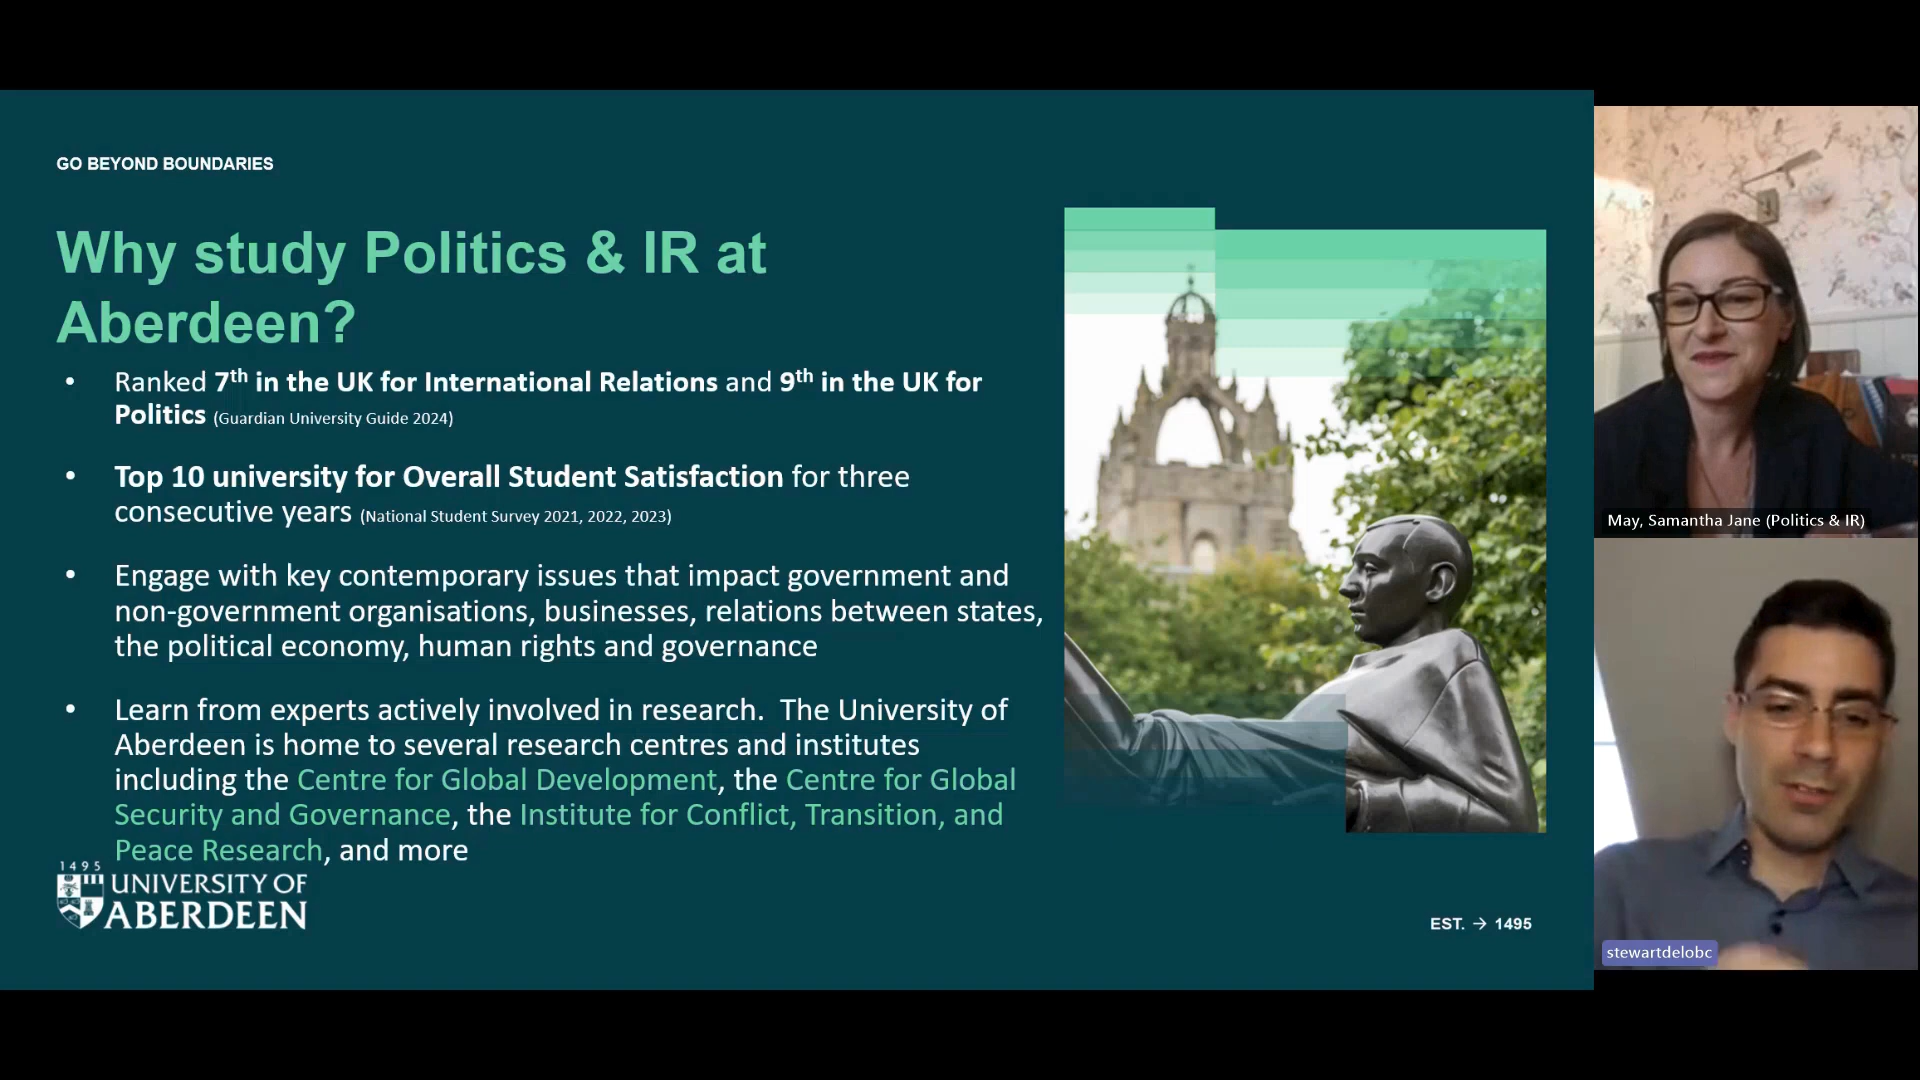 GO BEYOND BOUNDARIES
Why study Politics & IR at
Aberdeen?
• Ranked 7th in the UK for International Relations and 9th in the UK for
Politics (Guardian University Guide 2024)
• Top 10 university for Overall Student Satisfaction for three
consecutive years (National Student Survey 2021, 2022, 2023)
• Engage with key contemporary issues that impact government and
non-government organisations, businesses, relations between states,
the political economy, human rights and governance
• Learn from experts actively involved in research. The University of
Aberdeen is home to several research centres and institutes
including the Centre for Global Development, the Centre for Global
Security and Governance, the Institute for Conflict, Transition, and
Peace Research, and more
1495
UNIVERSITY OF
ABERDEEN
EST. → 1495
May, Samantha Jane (Politics & IR)
stewartdelobc